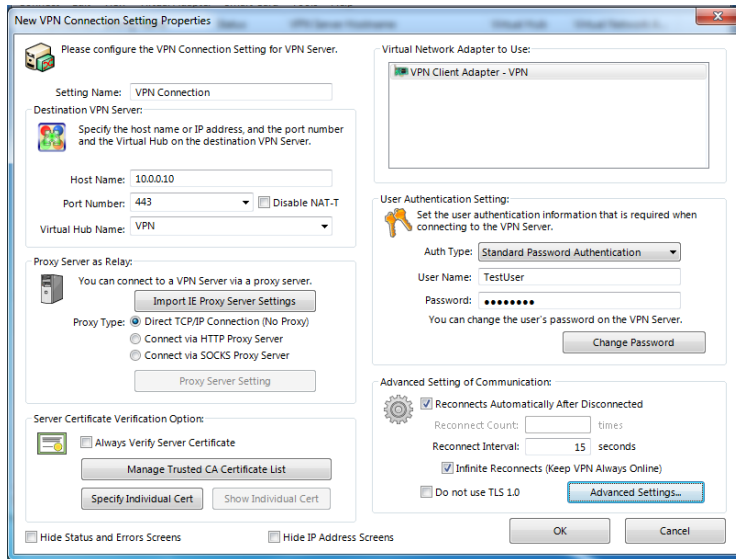 New VPN Connection Setting Properties
Please configure the VPN Connection Setting for VPN Server.
Setting Name: VPN Connection
Destination VPN Server:
Specify the host name or IP address, and the port number
and the Virtual Hub on the destination VPN Server.
Host Name: 10.0.0.10
Port Number: 443 Disable NAT-T
Virtual Hub Name: VPN
Proxy Server as Relay:
You can connect to a VPN Server via a proxy server.
Import IE Proxy Server Settings
Proxy Type: Direct TCP/IP Connection (No Proxy)
Connect via HTTP Proxy Server
Connect via SOCKS Proxy Server
Proxy Server Setting
Server Certificate Verification Option:
Always Verify Server Certificate
Manage Trusted CA Certificate List
Specify Individual Cert Show Individual Cert
Hide Status and Errors Screens Hide IP Address Screens
Virtual Network Adapter to Use:
VPN Client Adapter - VPN
User Authentication Setting:
Set the user authentication information that is required when
connecting to the VPN Server.
Auth Type: Standard Password Authentication
User Name: TestUser
Password: ●●●●●●●●
You can change the user's password on the VPN Server.
Change Password
Advanced Setting of Communication:
Reconnects Automatically After Disconnected
Reconnect Count: times
Reconnect Interval: 15 seconds
Infinite Reconnects (Keep VPN Always Online)
Do not use TLS 1.0 Advanced Settings...
OK Cancel